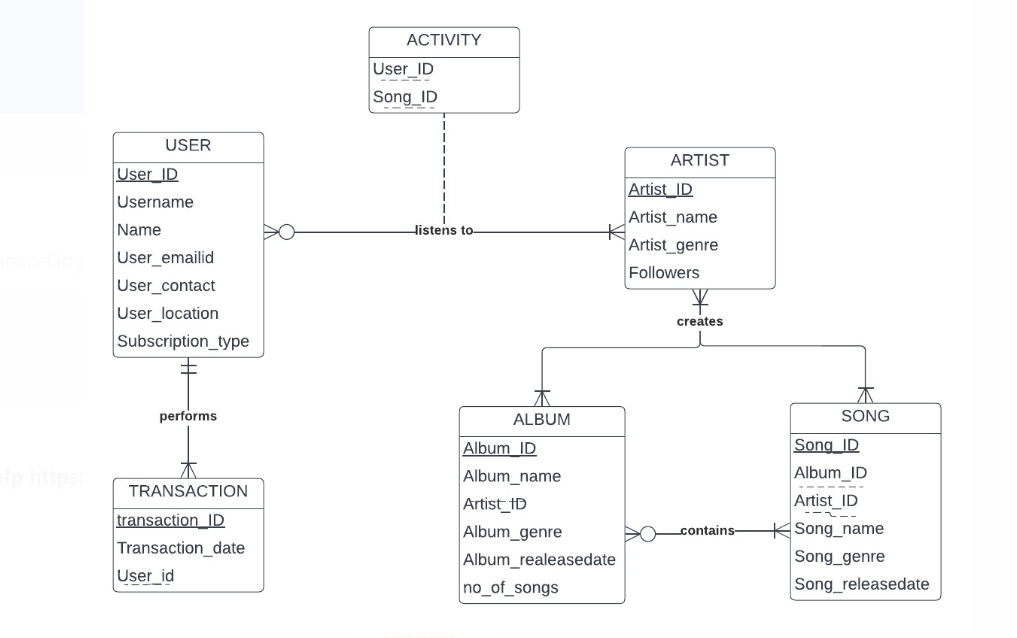 ACTIVITY
User_ID
Song_ID
USER
User_ID
Username
Name
User_emailid
User_contact
User_location
Subscription_type
listens to
ARTIST
Artist_ID
Artist_name
Artist_genre
Followers
creates
performs
TRANSACTION
transaction_ID
Transaction_date
User_id
ALBUM
Album_ID
Album_name
Artist_ID
Album_genre
Album_realeasedate
no_of_songs
contains
SONG
Song_ID
Album_ID
Artist_ID
Song_name
Song_genre
Song_releasedate
elp https: